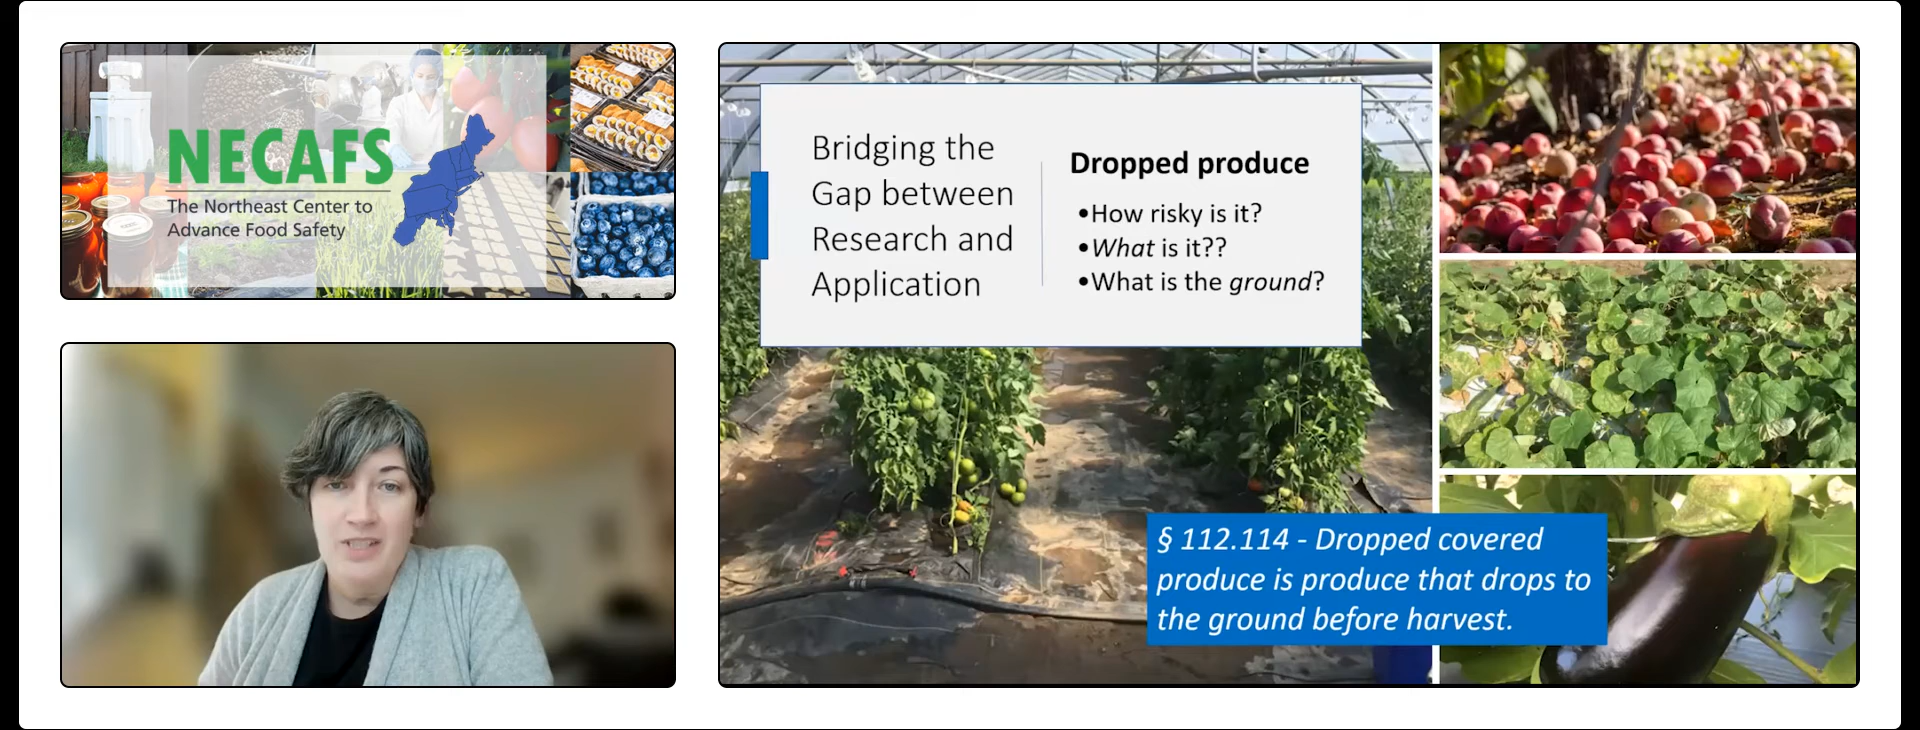 NECAFS
The Northeast Center to
Advance Food Safety
Bridging the
Gap between
Research and
Application
Dropped produce
•How risky is it?
•What is it??
•What is the ground?
§ 112.114 - Dropped covered
produce is produce that drops to
the ground before harvest.